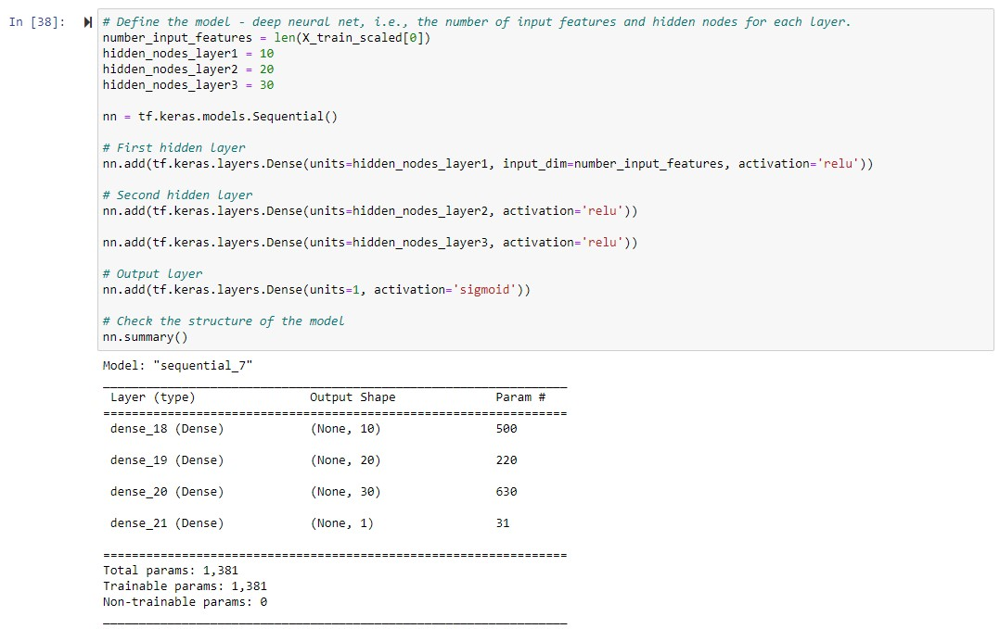 In [38]:
# Define the model - deep neural net, i.e., the number of input features and hidden nodes for each layer.
number_input_features = len(X_train_scaled[0])
hidden_nodes_layer1 = 10
hidden_nodes_layer2 = 20
hidden_nodes_layer3 = 30
nn = tf.keras.models.Sequential()
# First hidden layer
nn.add(tf.keras.layers.Dense(units=hidden_nodes_layer1, input_dim=number_input_features, activation='relu'))
# Second hidden layer
nn.add(tf.keras.layers.Dense(units=hidden_nodes_layer2, activation='relu'))
nn.add(tf.keras.layers.Dense(units=hidden_nodes_layer3, activation='relu'))
# Output layer
nn.add(tf.keras.layers.Dense(units=1, activation='sigmoid'))
# Check the structure of the model
nn.summary()
Model: "sequential_7"
Layer (type) Output Shape Param #
=================================================================
dense_18 (Dense) (None, 10) 500
dense_19 (Dense) (None, 20) 220
dense_20 (Dense) (None, 30) 630
dense_21 (Dense) (None, 1) 31
=================================================================
Total params: 1,381
Trainable params: 1,381
Non-trainable params: 0